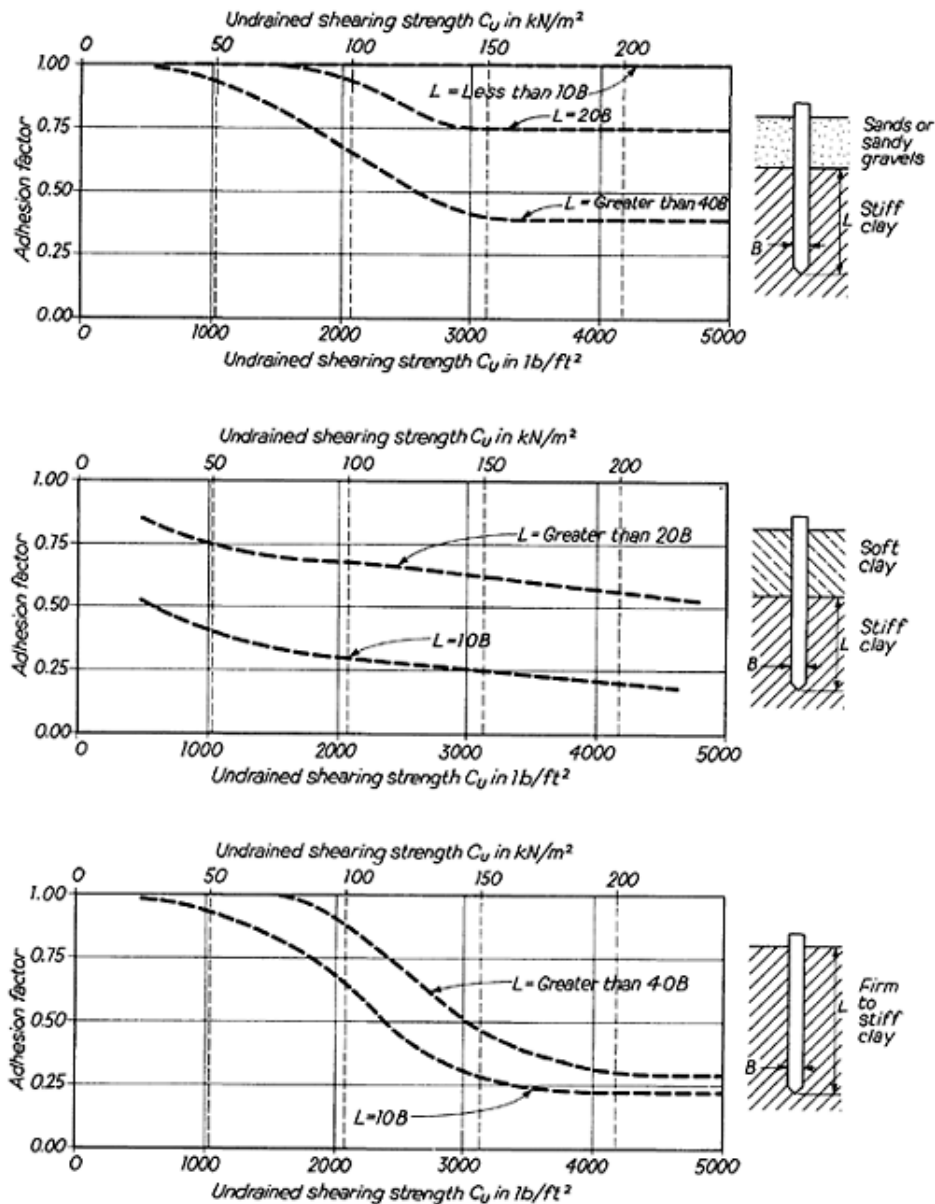 Undrained shearing strength Cu in kN/m²
0 50 100 150 200
1.00
0.75
0.50
0.25
0.00
Adhesion factor
L = Less than 10B
L=20B
L = Greater than 40B
0 1000 2000 3000 4000 5000
Undrained shearing strength Cu in lb/ft²
Sands or
sandy
gravels
L
Stiff
clay
B
Undrained shearing strength Cu in kN/m²
0 50 100 150 200
1.00
0.75
0.50
0.25
0.00
Adhesion factor
L=Greater than 20B
L=10B
0 1000 2000 3000 4000 5000
Undrained shearing strength Cu in lb/ft²
Soft
clay
L
Stiff
clay
B
Undrained shearing strength Cu in kN/m²
0 50 100 150 200
1.00
0.75
0.50
0.25
0.00
Adhesion factor
L=Greater than 40B
L=10B
0 1000 2000 3000 4000 5000
Undrained shearing strength Cu in lb/ft²
Firm
to
stiff
clay
L
B